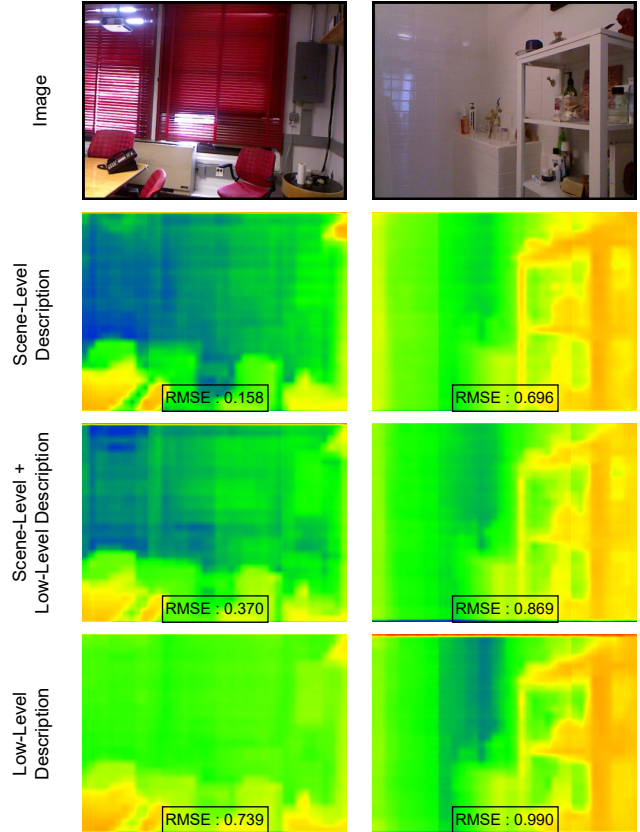 Image
Scene-Level
Description
RMSE : 0.158
RMSE : 0.696
Scene-Level +
Low-Level Description
RMSE : 0.370
RMSE : 0.869
Low-Level
Description
RMSE : 0.739
RMSE : 0.990